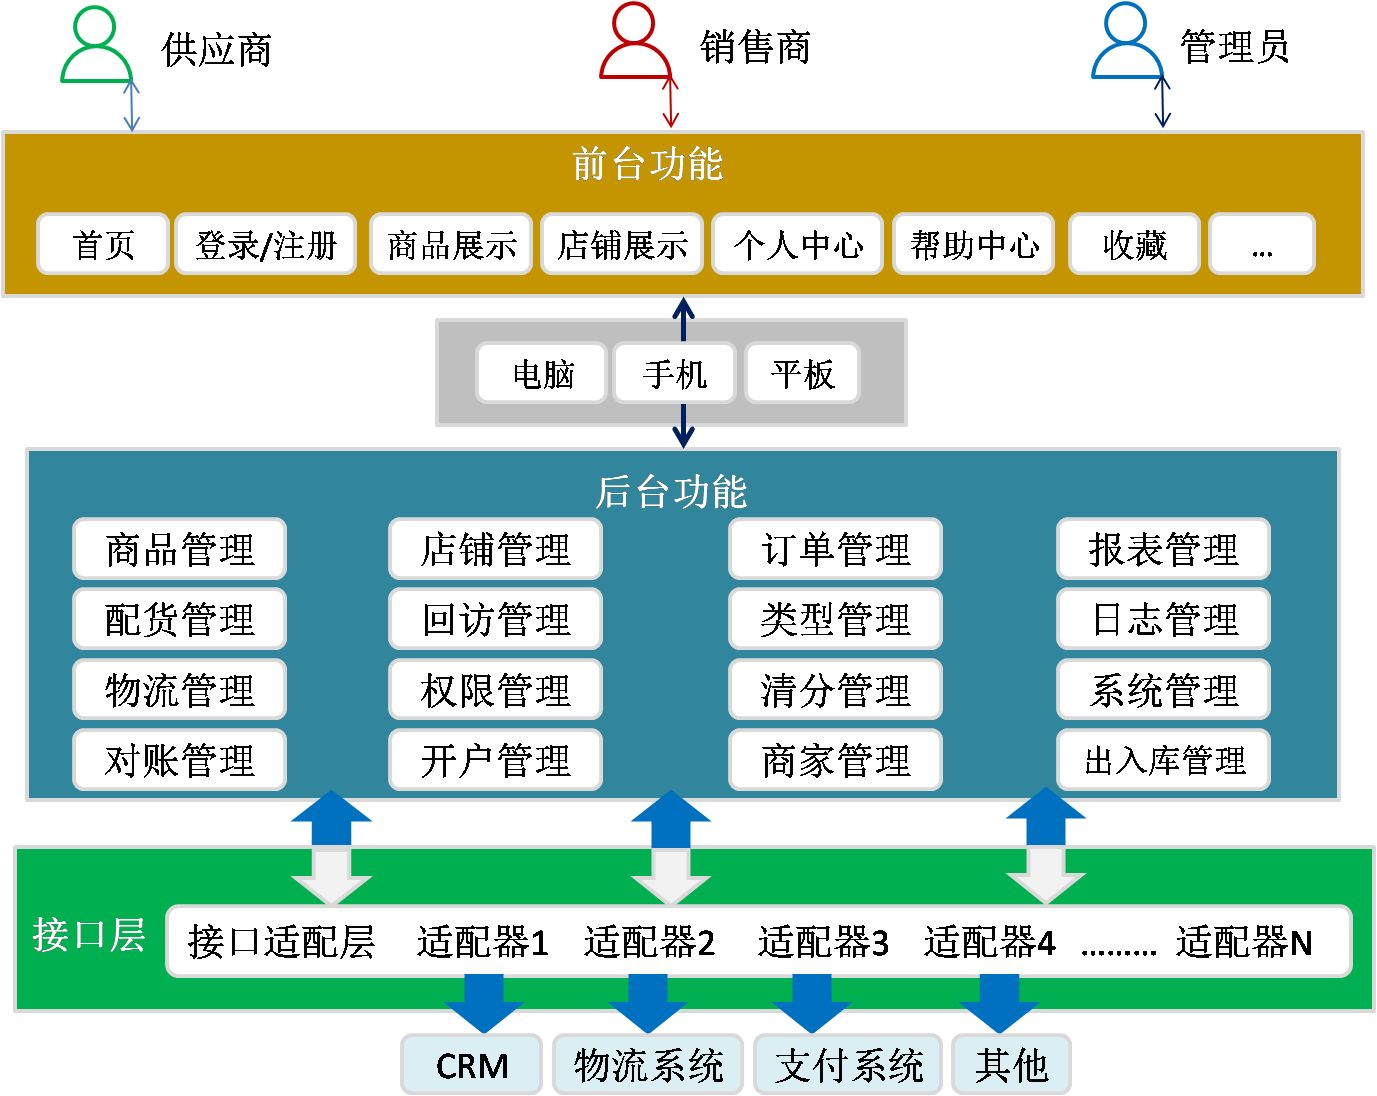 供应商 销售商 管理员
前台功能
首页 登录/注册 商品展示 店铺展示 个人中心 帮助中心 收藏 ...
电脑 手机 平板
后台功能
商品管理 店铺管理 订单管理 报表管理
配货管理 回访管理 类型管理 日志管理
物流管理 权限管理 清分管理 系统管理
对账管理 开户管理 商家管理 出入库管理
接口层
接口适配层 适配器1 适配器2 适配器3 适配器4 ......... 适配器N
CRM 物流系统 支付系统 其他